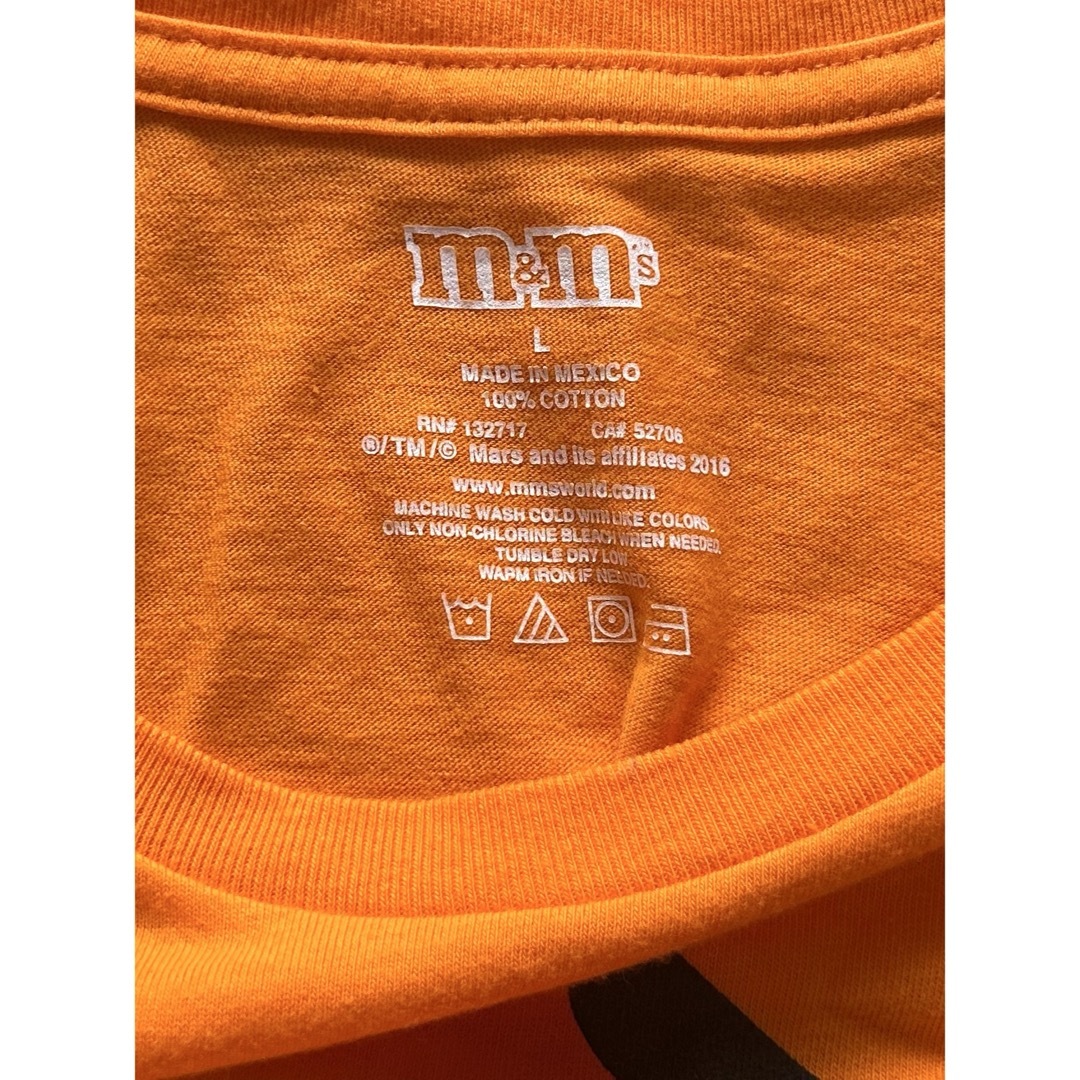 m&m's
L
MADE IN MEXICO
100% COTTON
RN# 132717 CA# 52706
®/TM/© Mars and its affiliates 2016
www.mmsworld.com
MACHINE WASH COLD WITH LIKE COLORS.
ONLY NON-CHLORINE BLEACH WHEN NEEDED.
TUMBLE DRY LOW
WARM IRON IF NEEDED.